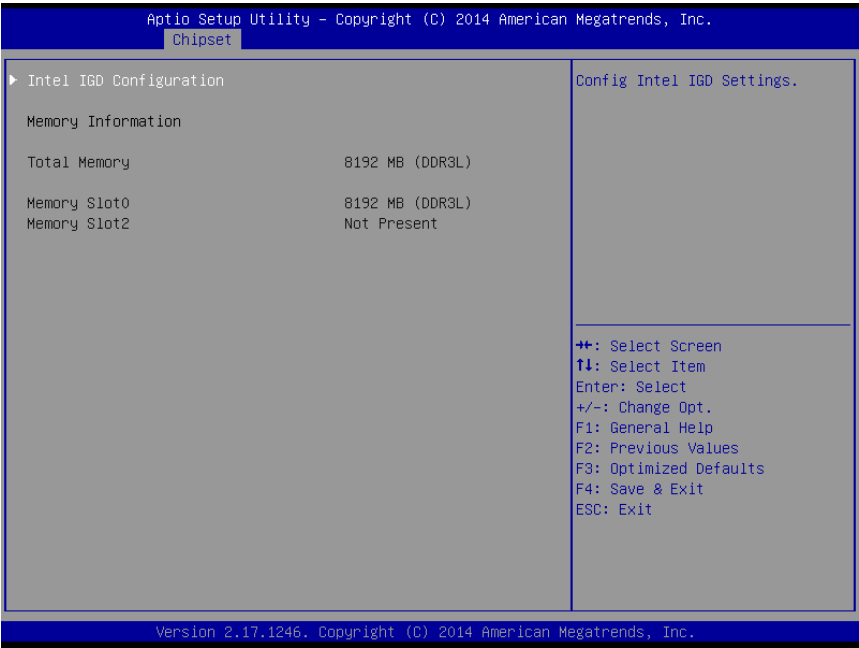 Aptio Setup Utility – Copyright (C) 2014 American Megatrends, Inc.
Chipset
Intel IGD Configuration
Memory Information
Total Memory 8192 MB (DDR3L)
Memory Slot0 8192 MB (DDR3L)
Memory Slot2 Not Present
Config Intel IGD Settings.
→←: Select Screen
↑↓: Select Item
Enter: Select
+/-: Change Opt.
F1: General Help
F2: Previous Values
F3: Optimized Defaults
F4: Save & Exit
ESC: Exit
Version 2.17.1246. Copyright (C) 2014 American Megatrends, Inc.